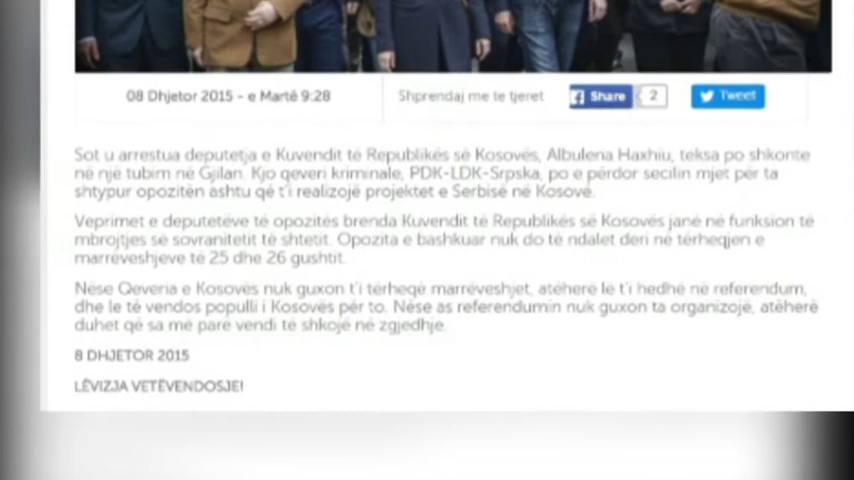 08 Dhjetor 2015 - e Martë 9:28
Shprendaj me te tjeret
Share
2
Tweet
Sot u arrestua deputetja e Kuvendit të Republikës së Kosovës, Albulena Haxhiu, teksa po shkonte
në një tubim në Gjilan. Kjo qeveri kriminale, PDK-LDK-Srpska, po e përdor secilin mjet për ta
shtypur opozitën ashtu që t'i realizojë projektet e Serbisë në Kosovë.
Veprimet e deputetëve të opozitës brenda Kuvendit të Republikës së Kosovës janë në funksion të
mbrojtjes së sovranitetit të shtetit. Opozita e bashkuar nuk do të ndalet deri në tërheqjen e
marrëveshjeve të 25 dhe 26 gushtit.
Nëse Qeveria e Kosovës nuk guxon t'i tërheqë marrëveshjet, atëherë le t'i hedhë në referendum,
dhe le të vendos populli i Kosovës për to. Nëse as referendumin nuk guxon ta organizojë, atëherë
duhet që sa më parë vendi të shkojë në zgjedhje.
8 DHJETOR 2015
LËVIZJA VETËVENDOSJE!